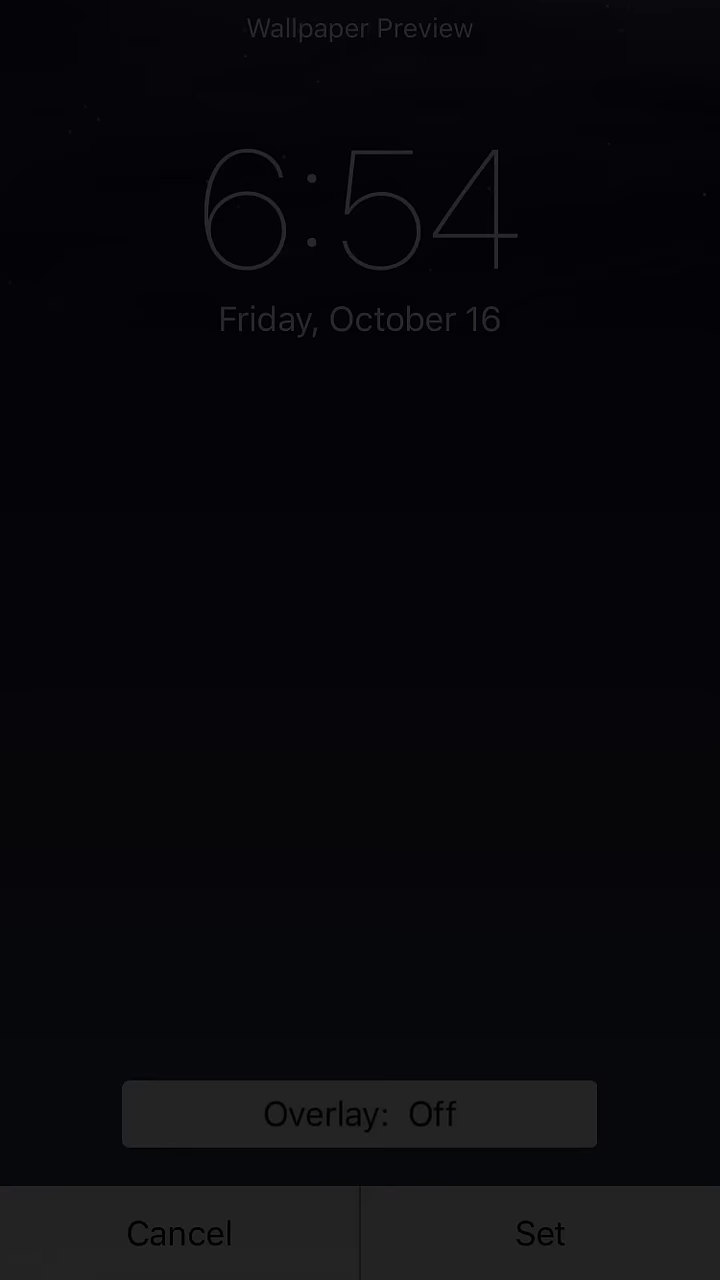 Wallpaper Preview
6:54
Friday, October 16
Overlay: Off
Cancel Set